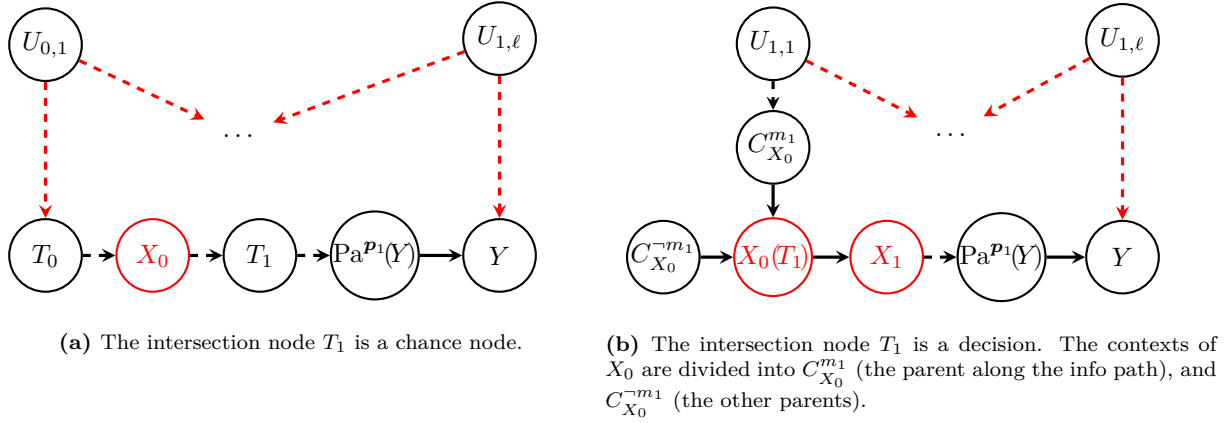 U_{0,1} U_{1,ℓ} U_{1,1} U_{1,ℓ}
... C^{m_1}_{X_0} ...
T_0 X_0 T_1 Pa^{p_1}(Y) Y C^{¬m_1}_{X_0} X_0(T_1) X_1 Pa^{p_1}(Y) Y
(a) The intersection node T_1 is a chance node.
(b) The intersection node T_1 is a decision. The contexts of
X_0 are divided into C^{m_1}_{X_0} (the parent along the info path), and
C^{¬m_1}_{X_0} (the other parents).